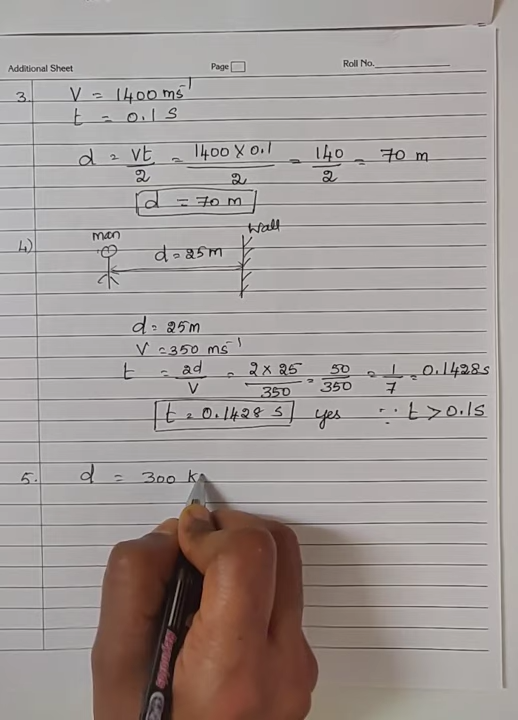 Additional Sheet Page Roll No.
3. V = 1400 ms⁻¹
t = 0.1 s
d = Vt/2 = 1400 X 0.1/2 = 140/2 = 70 m
d = 70 m
4) man d = 25m Wall
d = 25m
V = 350 ms⁻¹
t = 2d/V = 2 X 25/350 = 50/350 = 1/7 = 0.1428s
t = 0.1428 s yes ∵ t > 0.1s
5. d = 300 k